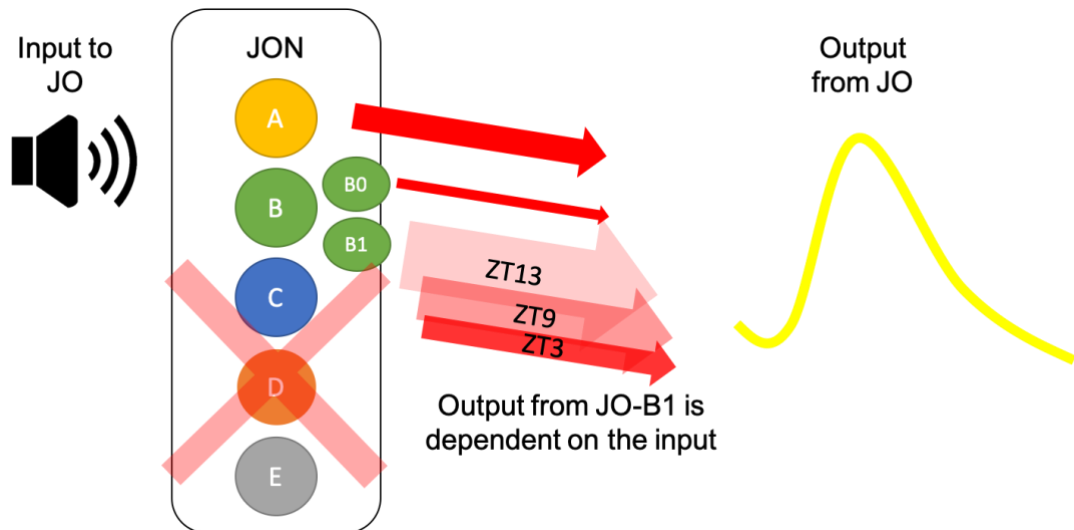 Input to
JO
JON
A
B
B0
B1
C
D
E
ZT13
ZT9
ZT3
Output from JO-B1 is
dependent on the input
Output
from JO